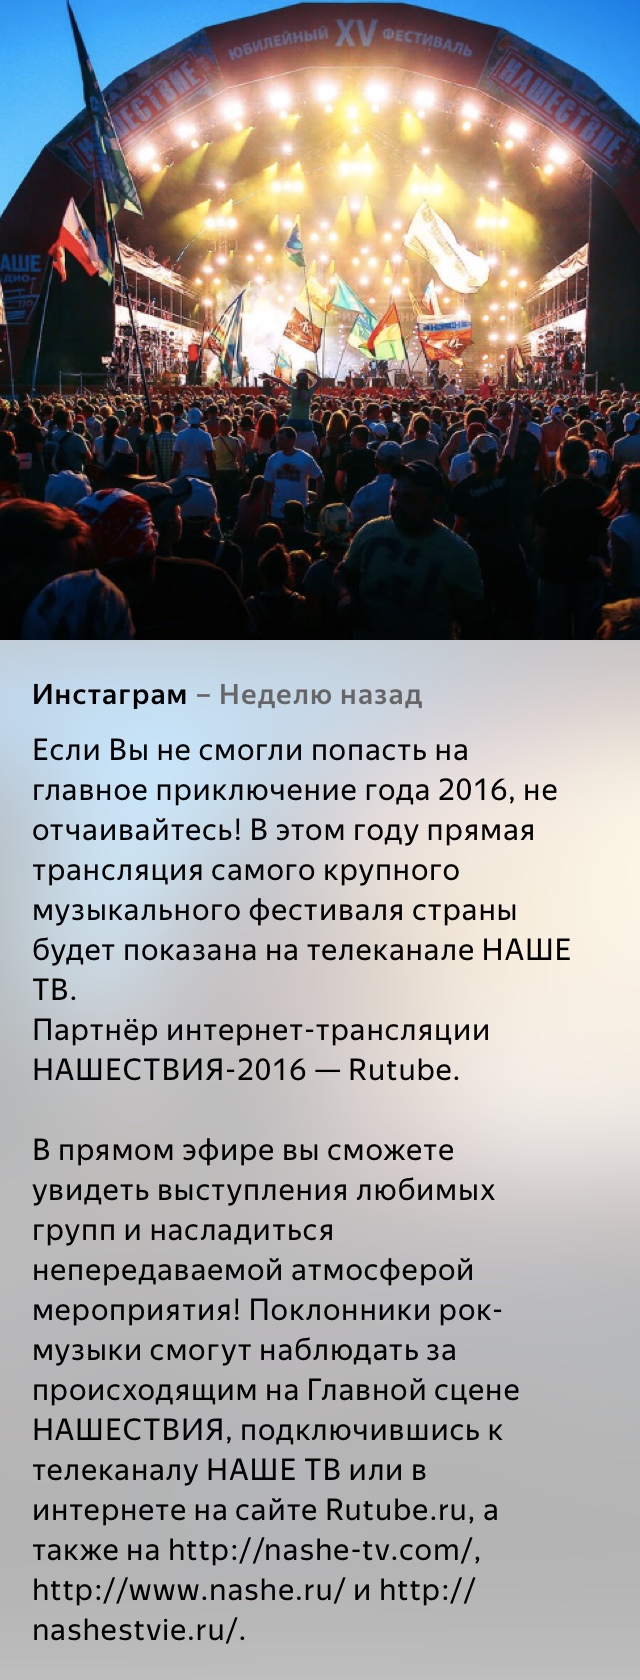 ЮБИЛЕЙНЫЙ XV ФЕСТИВАЛЬ
НАШЕСТВИЕ
НАШЕСТВИЕ
АШЕ
ДИО
Инстаграм – Неделю назад
Если Вы не смогли попасть на
главное приключение года 2016, не
отчаивайтесь! В этом году прямая
трансляция самого крупного
музыкального фестиваля страны
будет показана на телеканале НАШЕ
ТВ.
Партнёр интернет-трансляции
НАШЕСТВИЯ-2016 — Rutube.
В прямом эфире вы сможете
увидеть выступления любимых
групп и насладиться
непередаваемой атмосферой
мероприятия! Поклонники рок-
музыки смогут наблюдать за
происходящим на Главной сцене
НАШЕСТВИЯ, подключившись к
телеканалу НАШЕ ТВ или в
интернете на сайте Rutube.ru, а
также на http://nashe-tv.com/,
http://www.nashe.ru/ и http://
nashestvie.ru/.